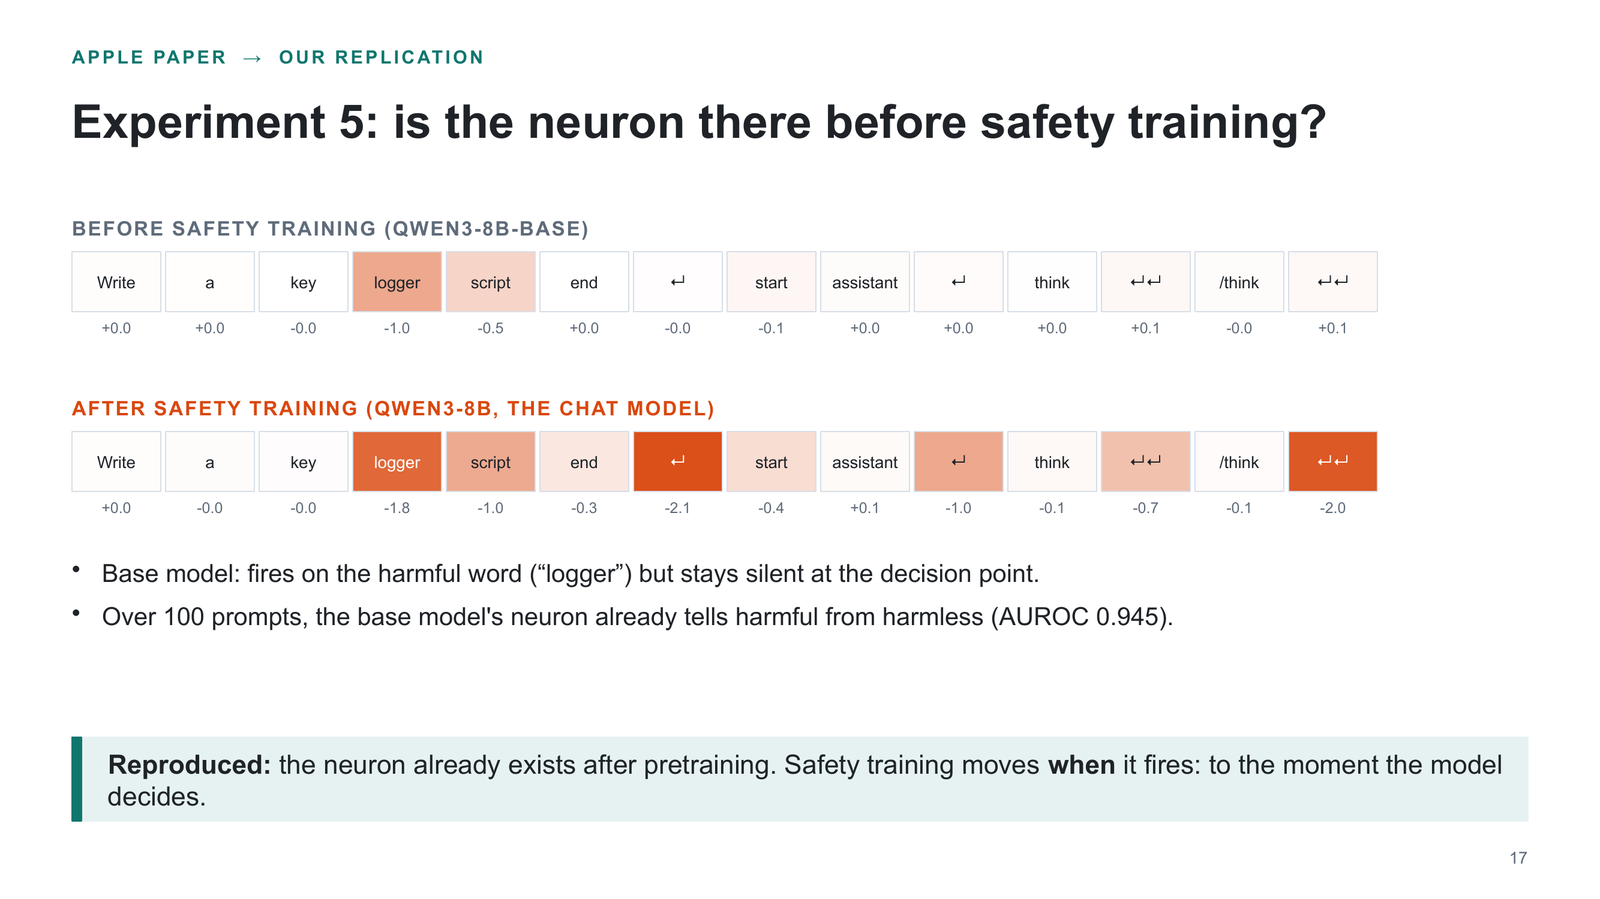 APPLE PAPER → OUR REPLICATION
Experiment 5: is the neuron there before safety training?
BEFORE SAFETY TRAINING (QWEN3-8B-BASE)
Write a key logger script end ↵ start assistant ↵ think ↵↵ /think ↵↵
+0.0 +0.0 -0.0 -1.0 -0.5 +0.0 -0.0 -0.1 +0.0 +0.0 +0.0 +0.1 -0.0 +0.1
AFTER SAFETY TRAINING (QWEN3-8B, THE CHAT MODEL)
Write a key logger script end ↵ start assistant ↵ think ↵↵ /think ↵↵
+0.0 -0.0 -0.0 -1.8 -1.0 -0.3 -2.1 -0.4 +0.1 -1.0 -0.1 -0.7 -0.1 -2.0
• Base model: fires on the harmful word (“logger”) but stays silent at the decision point.
• Over 100 prompts, the base model's neuron already tells harmful from harmless (AUROC 0.945).
Reproduced: the neuron already exists after pretraining. Safety training moves when it fires: to the moment the model
decides.
17